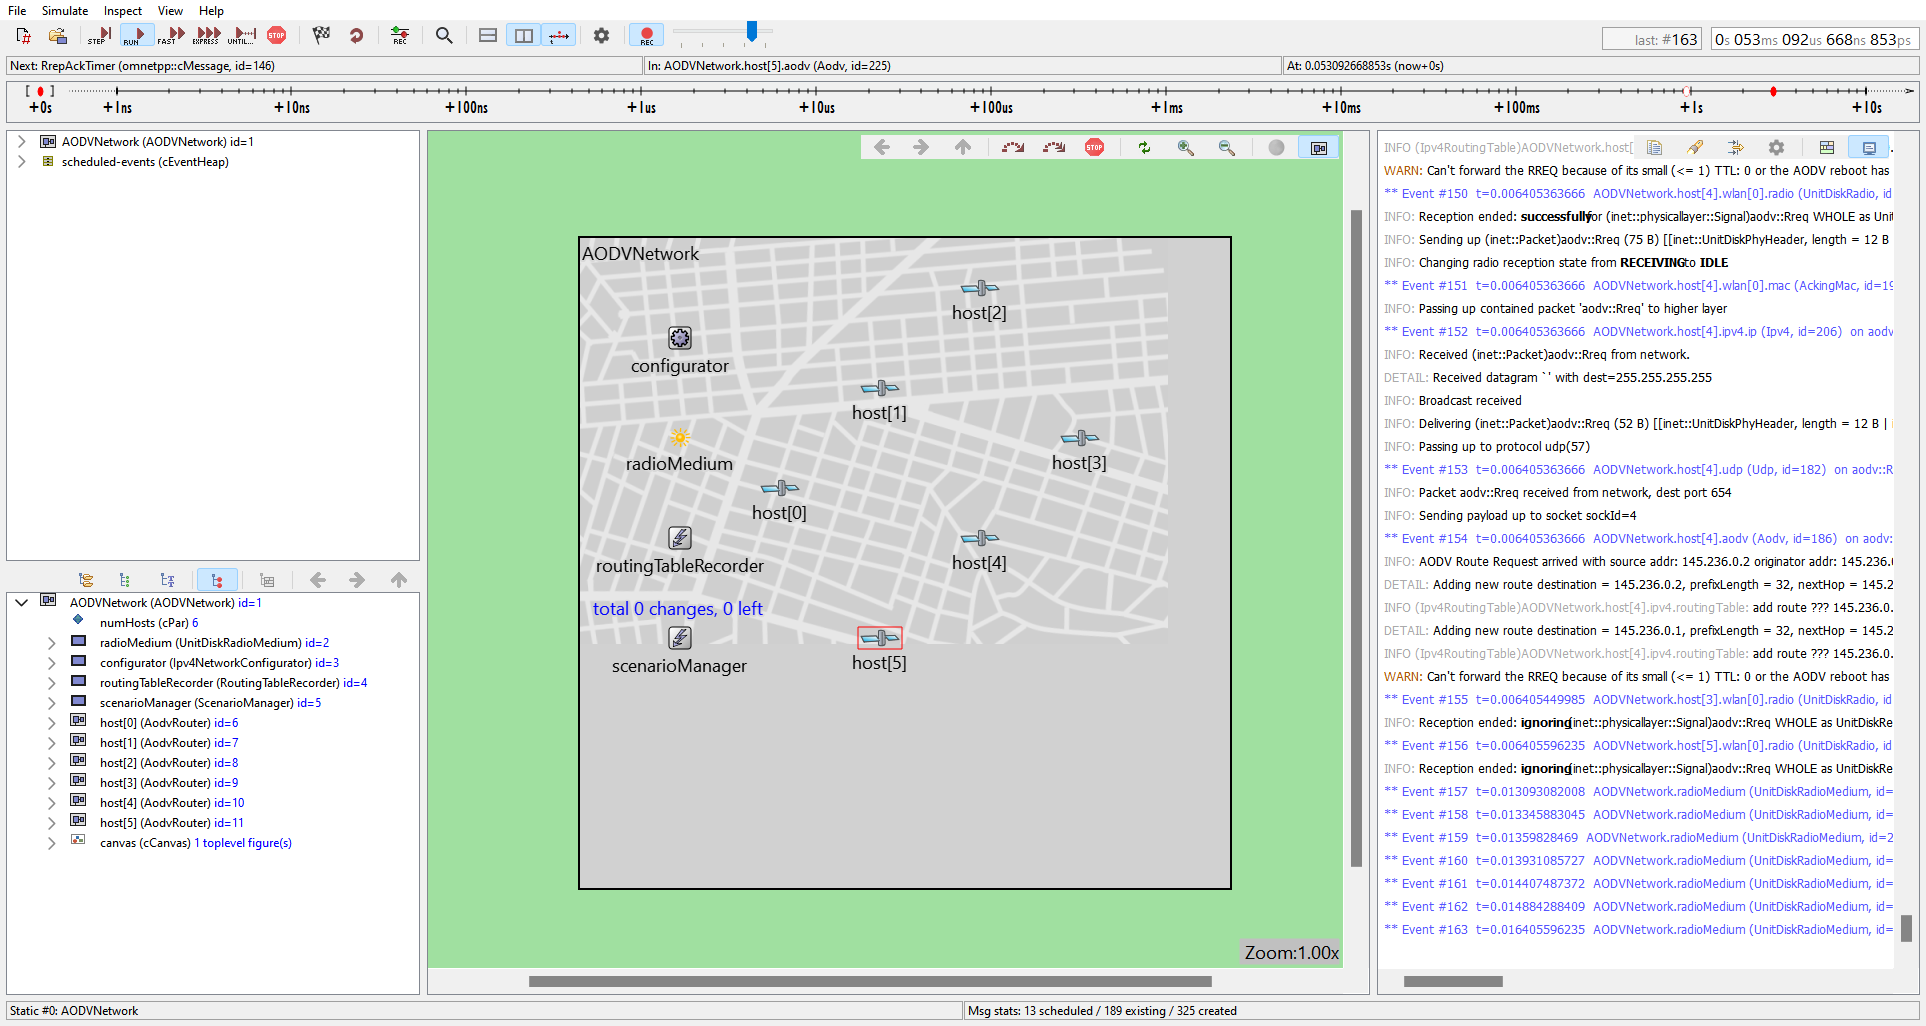 File Simulate Inspect View Help
STEP RUN FAST EXPRESS UNTIL... STOP REC REC
last: #163 0s 053ms 092us 668ns 853ps
Next: RrepAckTimer (omnetpp::cMessage, id=146) In: AODVNetwork.host[5].aodv (Aodv, id=225) At: 0.053092668853s (now+0s)
+0s +1ns +10ns +100ns +1us +10us +100us +1ms +10ms +100ms +1s +10s
AODVNetwork (AODVNetwork) id=1
scheduled-events (cEventHeap)
AODVNetwork (AODVNetwork) id=1
numHosts (cPar) 6
radioMedium (UnitDiskRadioMedium) id=2
configurator (Ipv4NetworkConfigurator) id=3
routingTableRecorder (RoutingTableRecorder) id=4
scenarioManager (ScenarioManager) id=5
host[0] (AodvRouter) id=6
host[1] (AodvRouter) id=7
host[2] (AodvRouter) id=8
host[3] (AodvRouter) id=9
host[4] (AodvRouter) id=10
host[5] (AodvRouter) id=11
canvas (cCanvas) 1 toplevel figure(s)
STOP
AODVNetwork
host[2]
configurator
host[1]
radioMedium
host[3]
host[0]
routingTableRecorder
host[4]
total 0 changes, 0 left
scenarioManager
host[5]
Zoom:1.00x
INFO (Ipv4RoutingTable)AODVNetwork.host[
WARN: Can't forward the RREQ because of its small (<= 1) TTL: 0 or the AODV reboot has
** Event #150 t=0.006405363666 AODVNetwork.host[4].wlan[0].radio (UnitDiskRadio, id
INFO: Reception ended: successfully for (inet::physicallayer::Signal)aodv::Rreq WHOLE as Unit
INFO: Sending up (inet::Packet)aodv::Rreq (75 B) [[inet::UnitDiskPhyHeader, length = 12 B
INFO: Changing radio reception state from RECEIVING to IDLE
** Event #151 t=0.006405363666 AODVNetwork.host[4].wlan[0].mac (AckingMac, id=19
INFO: Passing up contained packet 'aodv::Rreq' to higher layer
** Event #152 t=0.006405363666 AODVNetwork.host[4].ipv4.ip (Ipv4, id=206) on aodv
INFO: Received (inet::Packet)aodv::Rreq from network.
DETAIL: Received datagram `' with dest=255.255.255.255
INFO: Broadcast received
INFO: Delivering (inet::Packet)aodv::Rreq (52 B) [[inet::UnitDiskPhyHeader, length = 12 B |
INFO: Passing up to protocol udp(57)
** Event #153 t=0.006405363666 AODVNetwork.host[4].udp (Udp, id=182) on aodv::R
INFO: Packet aodv::Rreq received from network, dest port 654
INFO: Sending payload up to socket sockId=4
** Event #154 t=0.006405363666 AODVNetwork.host[4].aodv (Aodv, id=186) on aodv:
INFO: AODV Route Request arrived with source addr: 145.236.0.2 originator addr: 145.236.
DETAIL: Adding new route destination = 145.236.0.2, prefixLength = 32, nextHop = 145.2
INFO (Ipv4RoutingTable)AODVNetwork.host[4].ipv4.routingTable: add route ??? 145.236.0.
DETAIL: Adding new route destination = 145.236.0.1, prefixLength = 32, nextHop = 145.2
INFO (Ipv4RoutingTable)AODVNetwork.host[4].ipv4.routingTable: add route ??? 145.236.0.
WARN: Can't forward the RREQ because of its small (<= 1) TTL: 0 or the AODV reboot has
** Event #155 t=0.006405449985 AODVNetwork.host[3].wlan[0].radio (UnitDiskRadio, id
INFO: Reception ended: ignoring (inet::physicallayer::Signal)aodv::Rreq WHOLE as UnitDiskRe
** Event #156 t=0.006405596235 AODVNetwork.host[5].wlan[0].radio (UnitDiskRadio, id
INFO: Reception ended: ignoring (inet::physicallayer::Signal)aodv::Rreq WHOLE as UnitDiskRe
** Event #157 t=0.013093082008 AODVNetwork.radioMedium (UnitDiskRadioMedium, id=
** Event #158 t=0.013345883045 AODVNetwork.radioMedium (UnitDiskRadioMedium, id=
** Event #159 t=0.01359828469 AODVNetwork.radioMedium (UnitDiskRadioMedium, id=2
** Event #160 t=0.013931085727 AODVNetwork.radioMedium (UnitDiskRadioMedium, id=
** Event #161 t=0.014407487372 AODVNetwork.radioMedium (UnitDiskRadioMedium, id=
** Event #162 t=0.014884288409 AODVNetwork.radioMedium (UnitDiskRadioMedium, id=
** Event #163 t=0.016405596235 AODVNetwork.radioMedium (UnitDiskRadioMedium, id=
Static #0: AODVNetwork Msg stats: 13 scheduled / 189 existing / 325 created